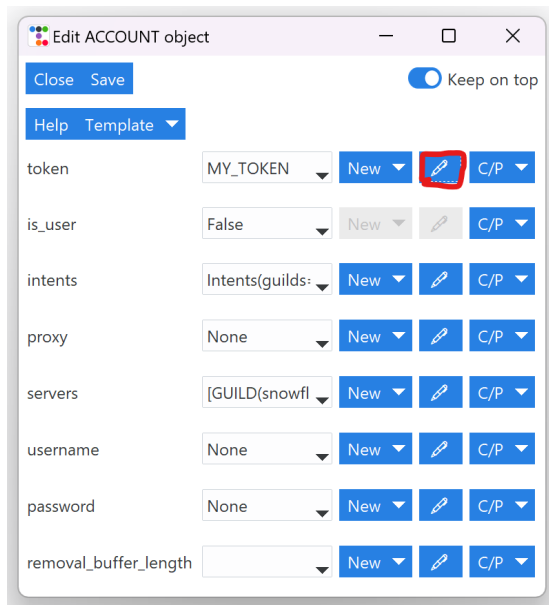 Edit ACCOUNT object
Close Save Keep on top
Help Template
token MY_TOKEN New C/P
is_user False New C/P
intents Intents(guilds: New C/P
proxy None New C/P
servers [GUILD(snowfl New C/P
username None New C/P
password None New C/P
removal_buffer_length New C/P